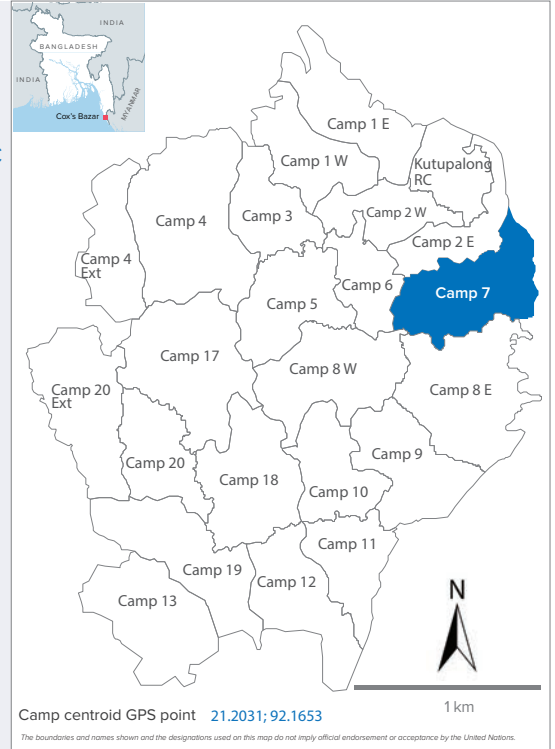 INDIA
BANGLADESH
INDIA
MYANMAR
Cox's Bazar
Camp 1 E
Camp 1 W
Kutupalong
RC
Camp 4
Camp 3
Camp 2 W
Camp 2 E
Camp 4
Ext
Camp 6
Camp 7
Camp 5
Camp 17
Camp 8 W
Camp 20
Ext
Camp 8 E
Camp 9
Camp 20
Camp 18
Camp 10
Camp 11
Camp 19
Camp 12
Camp 13
N
1 km
Camp centroid GPS point 21.2031; 92.1653
The boundaries and names shown and the designations used on this map do not imply official endorsement or acceptance by the United Nations.